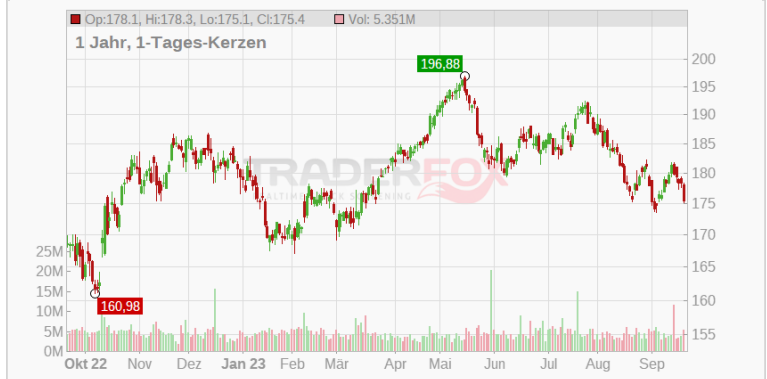 Op:178.1, Hi:178.3, Lo:175.1, Cl:175.4 Vol: 5.351M
1 Jahr, 1-Tages-Kerzen
196,88
200
195
190
185
180
175
170
165
160
155
TRADERFOX
25M
20M
15M
10M
5M
0M
160,98
Okt 22 Nov Dez Jan 23 Feb Mär Apr Mai Jun Jul Aug Sep